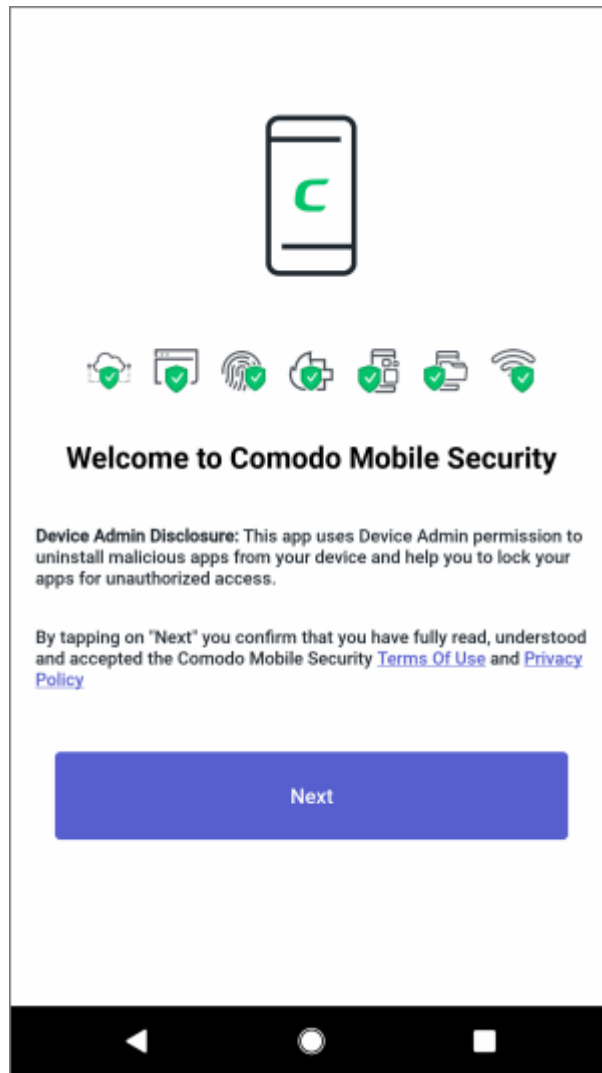 C
Welcome to Comodo Mobile Security
Device Admin Disclosure: This app uses Device Admin permission to
uninstall malicious apps from your device and help you to lock your
apps for unauthorized access.
By tapping on "Next" you confirm that you have fully read, understood
and accepted the Comodo Mobile Security Terms Of Use and Privacy
Policy
Next